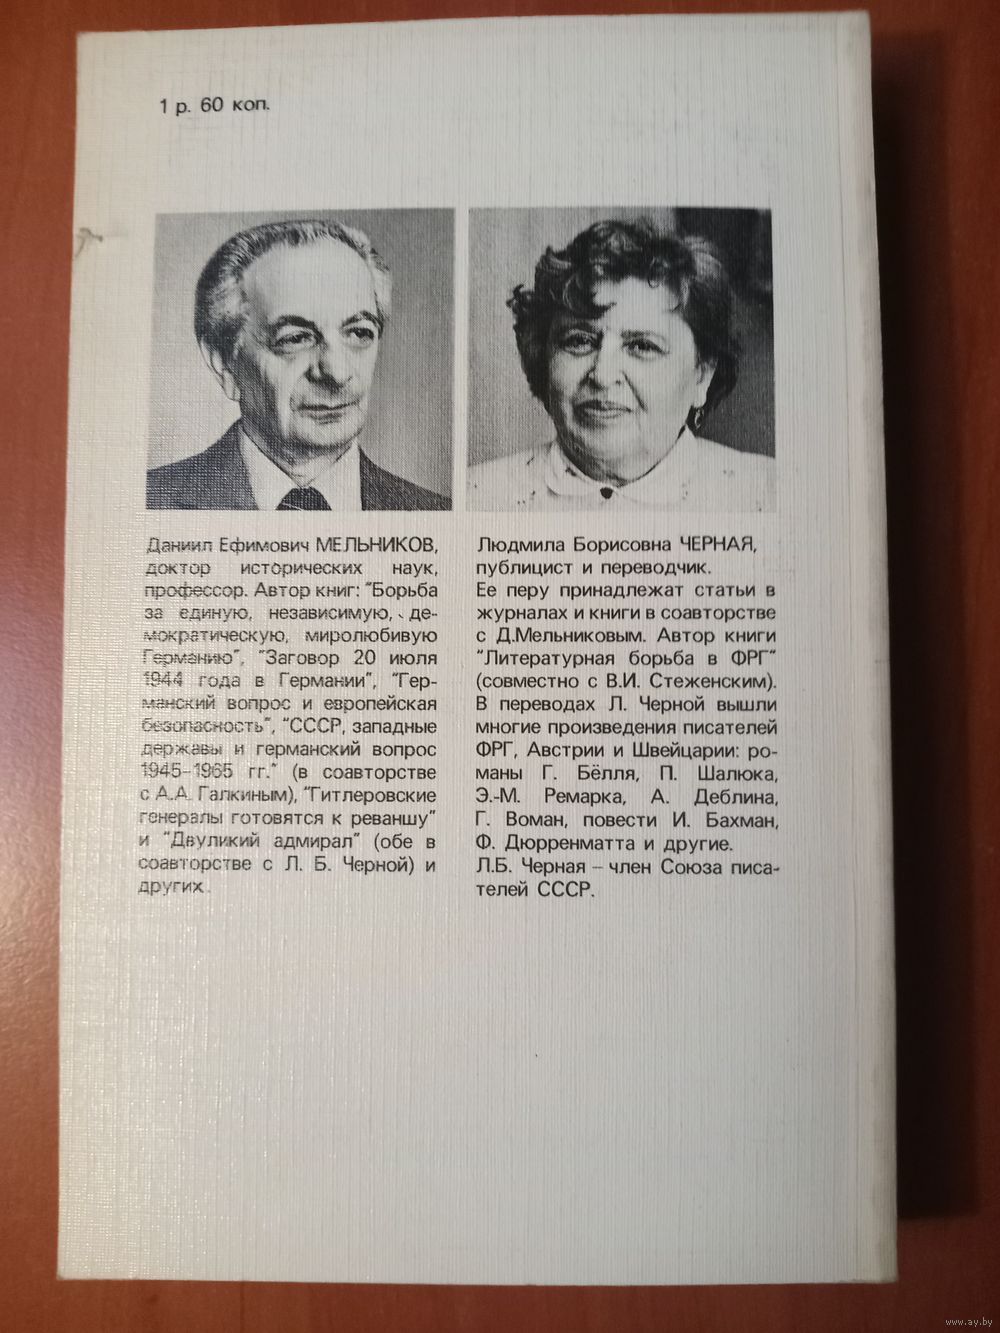 1 р. 60 коп.
Даниил Ефимович МЕЛЬНИКОВ,
доктор исторических наук,
профессор. Автор книг: "Борьба
за единую, независимую, де-
мократическую, миролюбивую
Германию", "Заговор 20 июля
1944 года в Германии", "Гер-
манский вопрос и европейская
безопасность", "СССР, западные
державы и германский вопрос
1945-1965 гг." (в соавторстве
с А.А. Галкиным), "Гитлеровские
генералы готовятся к реваншу"
и "Двуликий адмирал" (обе в
соавторстве с Л. Б. Черной) и
других.
Людмила Борисовна ЧЕРНАЯ,
публицист и переводчик.
Ее перу принадлежат статьи в
журналах и книги в соавторстве
с Д.Мельниковым. Автор книги
"Литературная борьба в ФРГ"
(совместно с В.И. Стеженским).
В переводах Л. Черной вышли
многие произведения писателей
ФРГ, Австрии и Швейцарии: ро-
маны Г. Бёлля, П. Шалюка,
Э.-М. Ремарка, А. Деблина,
Г. Воман, повести И. Бахман,
Ф. Дюрренматта и другие.
Л.Б. Черная – член Союза писа-
телей СССР.
www.ay.by